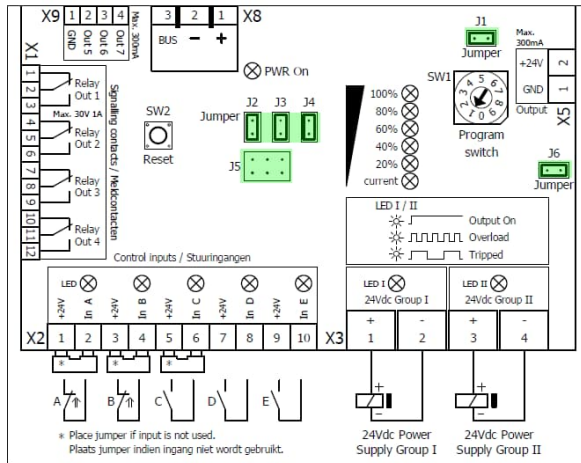 X9 1 2 3 4
GND Out 5 Out 6 Out 7
Max. 300mA
3 2 1 X8
BUS - +
PWR On
J1
Jumper
Max. 300mA
+24V 2
GND 1
Output X5
SW1
4 5 6 7 8 9
Program switch
J6
Jumper
X1
1 2 3 Relay Out 1
Max. 30V 1A
4 5 6 Relay Out 2
7 8 9 Relay Out 3
10 11 12 Relay Out 4
Signalling contacts / Meldcontacten
SW2
Reset
Jumper J2 J3 J4
J5
100%
80%
60%
40%
20%
current
LED I / II
Output On
Overload
Tripped
Control inputs / Stuuringangen
LED
+24V In A +24V In B +24V In C +24V In D +24V In E
X2 1 2 3 4 5 6 7 8 9 10
* * *
A B C D E
* Place jumper if input is not used.
Plaats jumper indien ingang niet wordt gebruikt.
LED I LED II
24Vdc Group I 24Vdc Group II
+ - + -
X3 1 2 3 4
+ +
- -
24Vdc Power Supply Group I
24Vdc Power Supply Group II